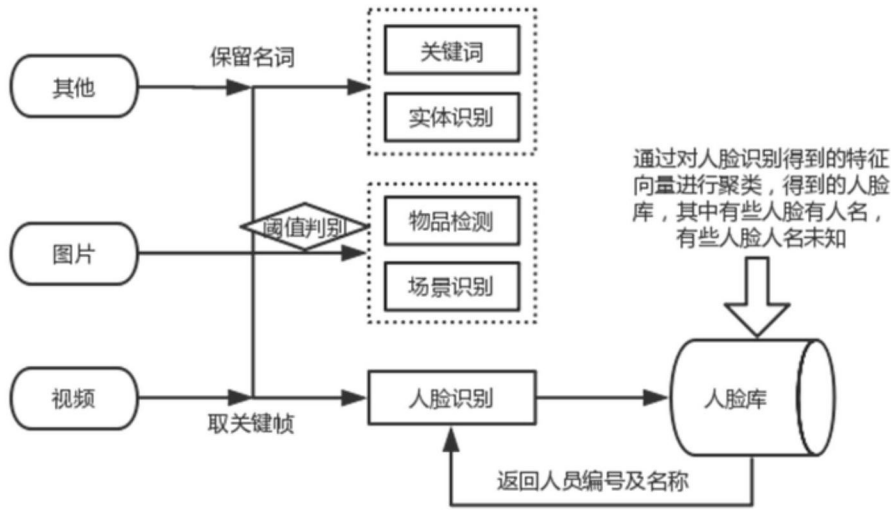 保留名词
其他
关键词
实体识别
通过对人脸识别得到的特征
向量进行聚类，得到的人脸
库，其中有些人脸有人名，
有些人脸人名未知
阈值判别
图片
物品检测
场景识别
视频
取关键帧
人脸识别
人脸库
返回人员编号及名称